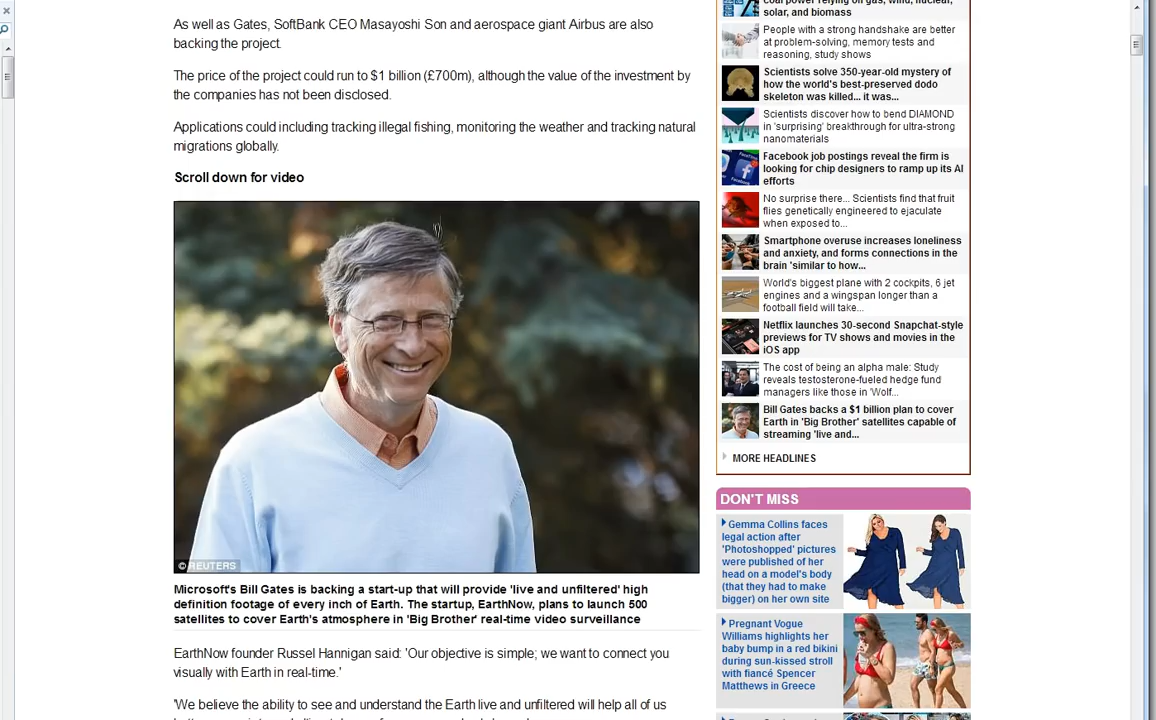 As well as Gates, SoftBank CEO Masayoshi Son and aerospace giant Airbus are also
backing the project.
The price of the project could run to $1 billion (£700m), although the value of the investment by
the companies has not been disclosed.
Applications could including tracking illegal fishing, monitoring the weather and tracking natural
migrations globally.
Scroll down for video
© REUTERS
Microsoft's Bill Gates is backing a start-up that will provide 'live and unfiltered' high
definition footage of every inch of Earth. The startup, EarthNow, plans to launch 500
satellites to cover Earth's atmosphere in 'Big Brother' real-time video surveillance
EarthNow founder Russel Hannigan said: 'Our objective is simple; we want to connect you
visually with Earth in real-time.'
'We believe the ability to see and understand the Earth live and unfiltered will help all of us
coal power relying on gas, wind, nuclear,
solar, and biomass
People with a strong handshake are better
at problem-solving, memory tests and
reasoning, study shows
Scientists solve 350-year-old mystery of
how the world's best-preserved dodo
skeleton was killed... it was...
Scientists discover how to bend DIAMOND
in 'surprising' breakthrough for ultra-strong
nanomaterials
Facebook job postings reveal the firm is
looking for chip designers to ramp up its AI
efforts
No surprise there... Scientists find that fruit
flies genetically engineered to ejaculate
when exposed to...
Smartphone overuse increases loneliness
and anxiety, and forms connections in the
brain 'similar to how...
World's biggest plane with 2 cockpits, 6 jet
engines and a wingspan longer than a
football field will take...
Netflix launches 30-second Snapchat-style
previews for TV shows and movies in the
iOS app
The cost of being an alpha male: Study
reveals testosterone-fueled hedge fund
managers like those in 'Wolf...
Bill Gates backs a $1 billion plan to cover
Earth in 'Big Brother' satellites capable of
streaming 'live and...
MORE HEADLINES
DON'T MISS
Gemma Collins faces
legal action after
'Photoshopped' pictures
were published of her
head on a model's body
(that they had to make
bigger) on her own site
Pregnant Vogue
Williams highlights her
baby bump in a red bikini
during sun-kissed stroll
with fiancé Spencer
Matthews in Greece